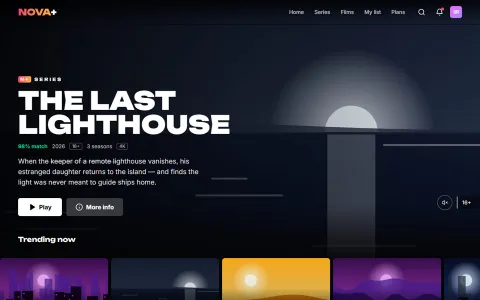 NOVA+
Home Series Films My list Plans
N+ SERIES
THE LAST
LIGHTHOUSE
98% match 2026 16+ 3 seasons 4K
When the keeper of a remote lighthouse vanishes, his
estranged daughter returns to the island — and finds the
light was never meant to guide ships home.
Play More info
16+
Trending now